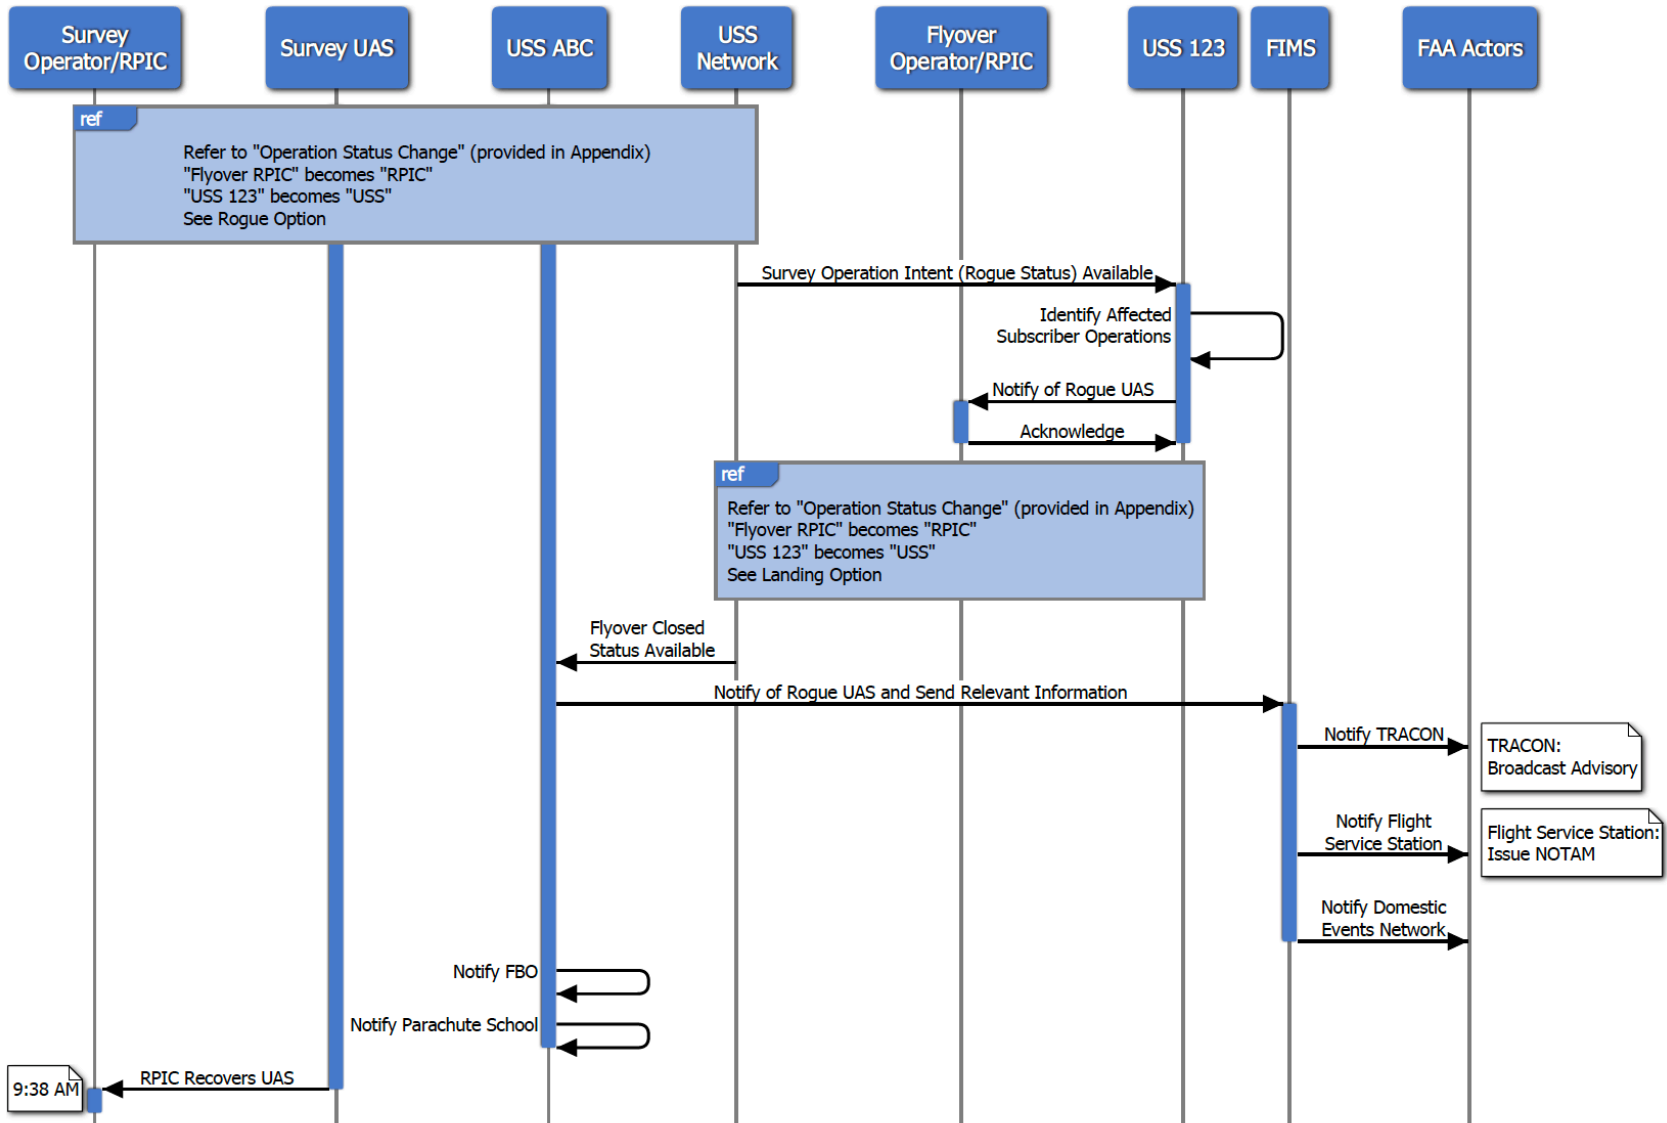 Survey
Operator/RPIC
Survey UAS
USS ABC
USS
Network
Flyover
Operator/RPIC
USS 123
FIMS
FAA Actors
ref
Refer to "Operation Status Change" (provided in Appendix)
"Flyover RPIC" becomes "RPIC"
"USS 123" becomes "USS"
See Rogue Option
Survey Operation Intent (Rogue Status) Available
Identify Affected
Subscriber Operations
Notify of Rogue UAS
Acknowledge
ref
Refer to "Operation Status Change" (provided in Appendix)
"Flyover RPIC" becomes "RPIC"
"USS 123" becomes "USS"
See Landing Option
Flyover Closed
Status Available
Notify of Rogue UAS and Send Relevant Information
Notify TRACON
TRACON:
Broadcast Advisory
Notify Flight
Service Station
Flight Service Station:
Issue NOTAM
Notify Domestic
Events Network
Notify FBO
Notify Parachute School
RPIC Recovers UAS
9:38 AM